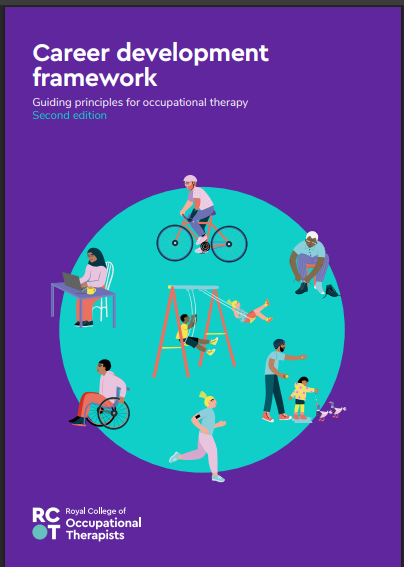 Career development
framework
Guiding principles for occupational therapy
Second edition
RC
OT
Royal College of
Occupational
Therapists